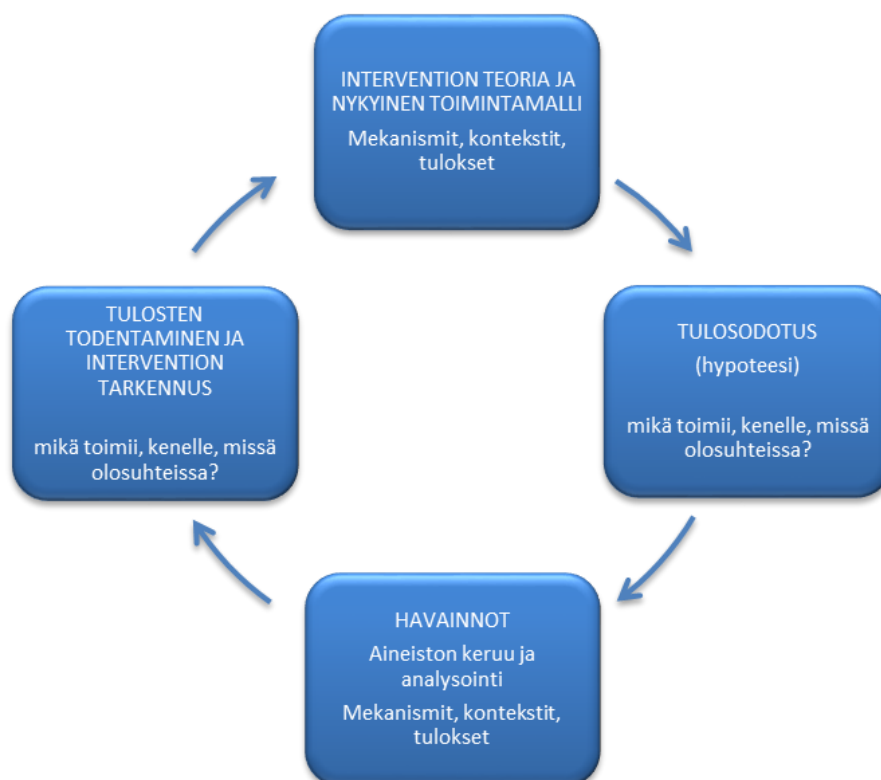 INTERVENTION TEORIA JA
NYKYINEN TOIMINTAMALLI
Mekanismit, kontekstit,
tulokset
TULOSODOTUS
(hypoteesi)
mikä toimii, kenelle, missä
olosuhteissa?
HAVAINNOT
Aineiston keruu ja
analysointi
Mekanismit, kontekstit,
tulokset
TULOSTEN
TODENTAMINEN JA
INTERVENTION
TARKENNUS
mikä toimii, kenelle, missä
olosuhteissa?